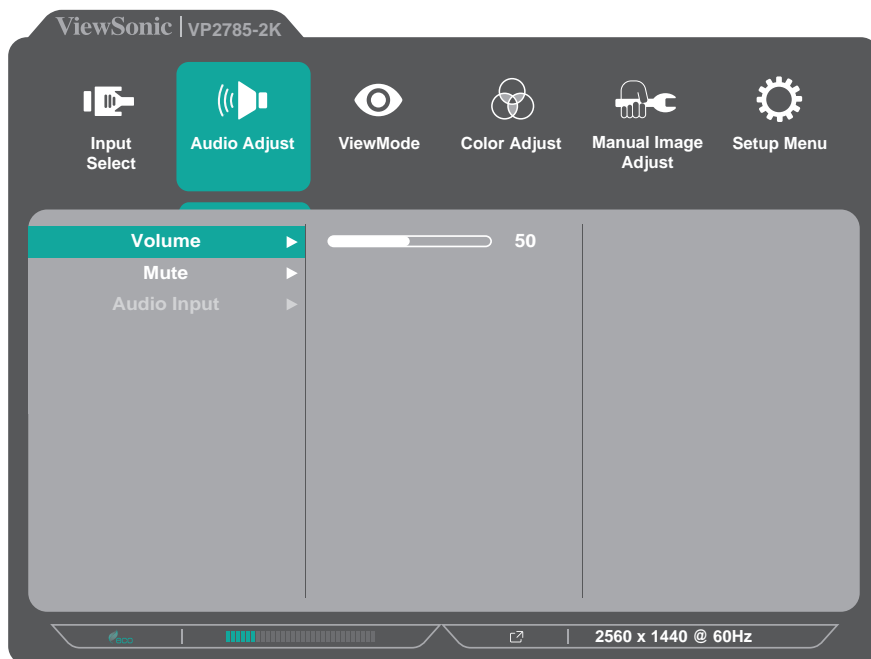 ViewSonic | VP2785-2K
Input Select
Audio Adjust
ViewMode
Color Adjust
Manual Image Adjust
Setup Menu
Volume
50
Mute
Audio Input
eco
2560 x 1440 @ 60Hz